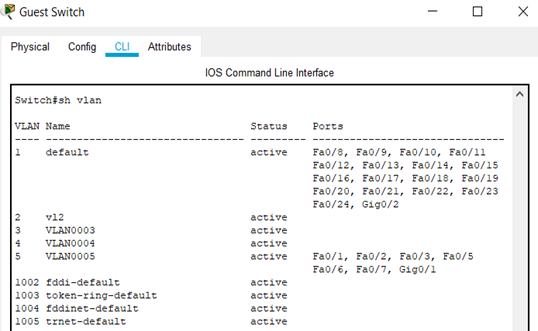 Guest Switch
Physical Config CLI Attributes
IOS Command Line Interface
Switch#sh vlan
VLAN Name Status Ports
---- -------------------------------- --------- -------------------------------
1 default active Fa0/8, Fa0/9, Fa0/10, Fa0/11
Fa0/12, Fa0/13, Fa0/14, Fa0/15
Fa0/16, Fa0/17, Fa0/18, Fa0/19
Fa0/20, Fa0/21, Fa0/22, Fa0/23
Fa0/24, Gig0/2
2 vl2 active
3 VLAN0003 active
4 VLAN0004 active
5 VLAN0005 active Fa0/1, Fa0/2, Fa0/3, Fa0/5
Fa0/6, Fa0/7, Gig0/1
1002 fddi-default active
1003 token-ring-default active
1004 fddinet-default active
1005 trnet-default active